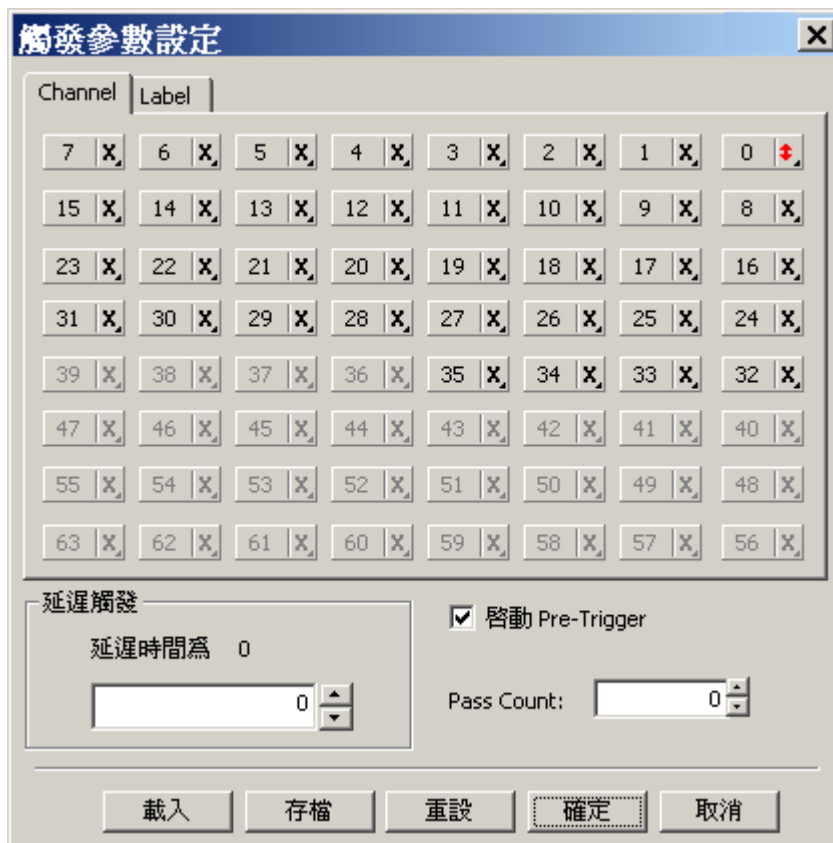 觸發參數設定
Channel Label
7 X 6 X 5 X 4 X 3 X 2 X 1 X 0
15 X 14 X 13 X 12 X 11 X 10 X 9 X 8 X
23 X 22 X 21 X 20 X 19 X 18 X 17 X 16 X
31 X 30 X 29 X 28 X 27 X 26 X 25 X 24 X
39 X 38 X 37 X 36 X 35 X 34 X 33 X 32 X
47 X 46 X 45 X 44 X 43 X 42 X 41 X 40 X
55 X 54 X 53 X 52 X 51 X 50 X 49 X 48 X
63 X 62 X 61 X 60 X 59 X 58 X 57 X 56 X
延遲觸發
延遲時間爲 0
0
啓動 Pre-Trigger
Pass Count: 0
載入 存檔 重設 確定 取消